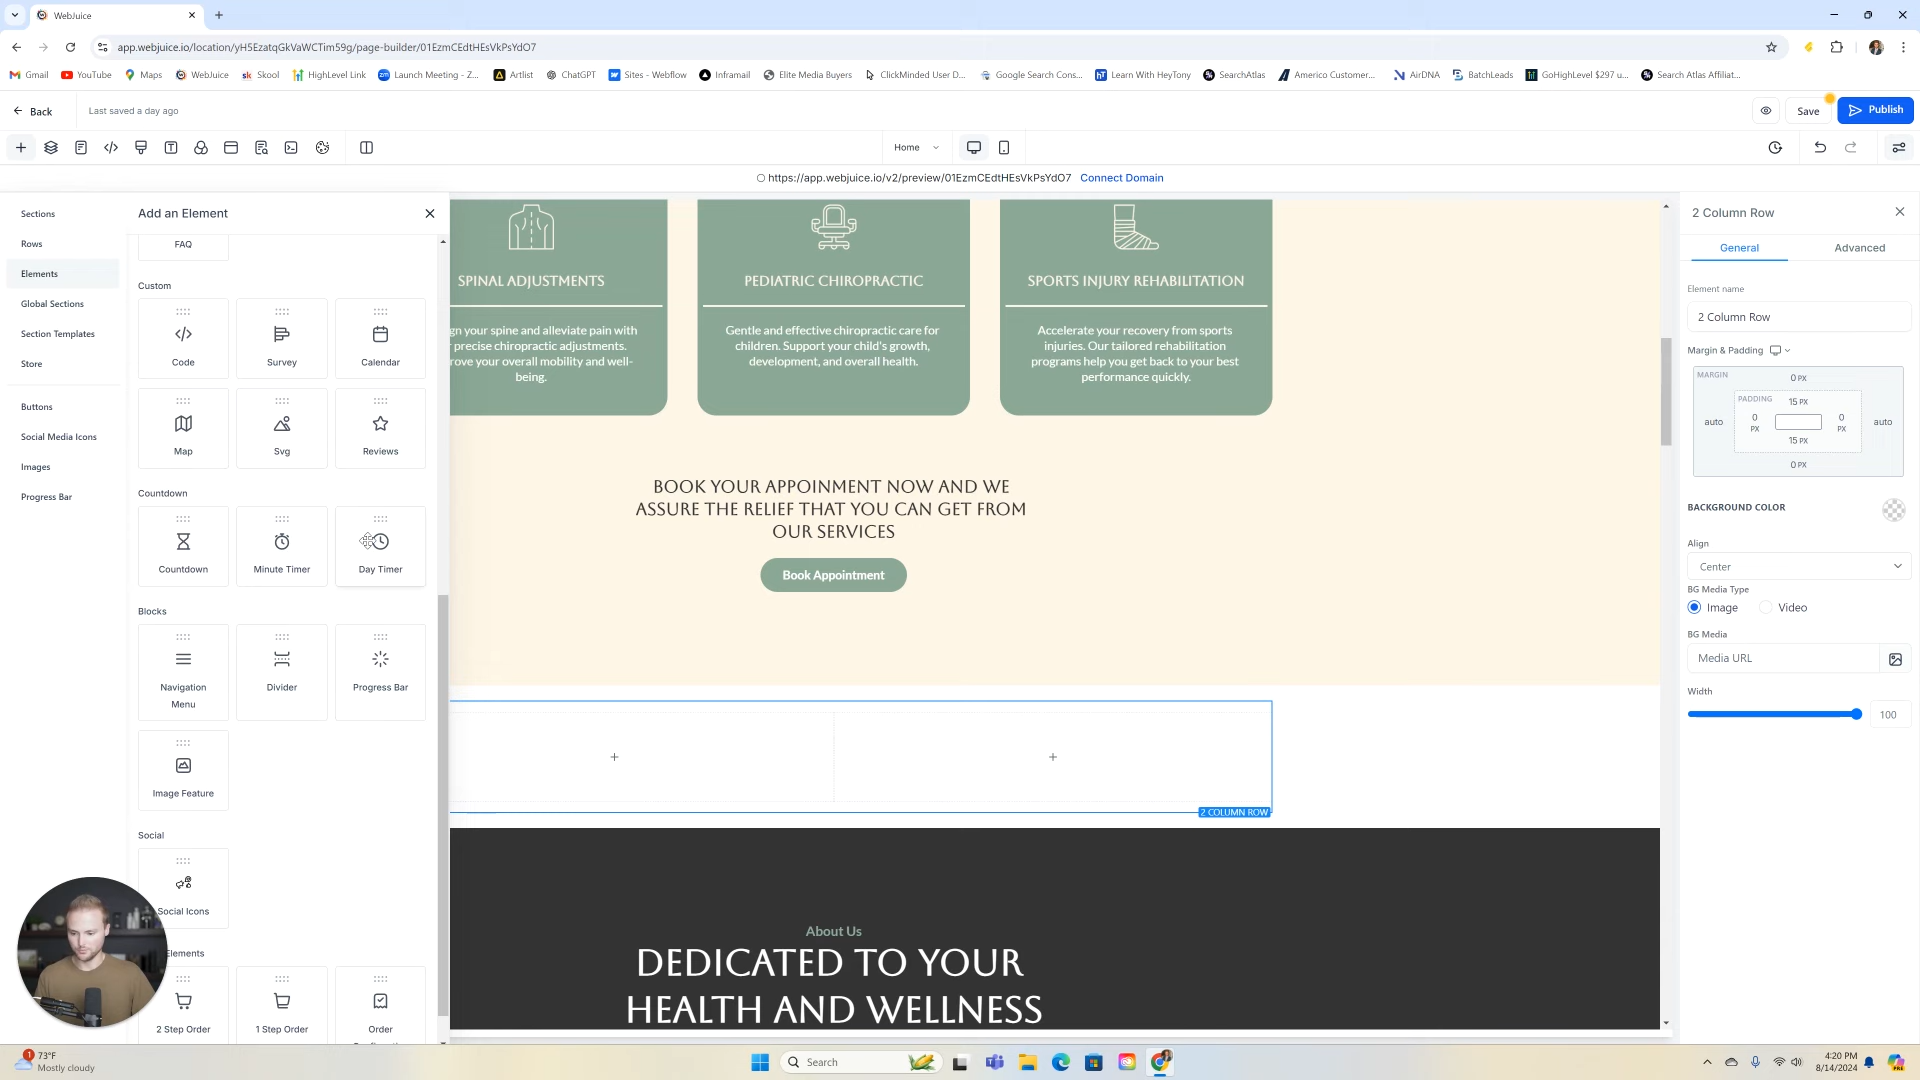 WebJuice
app.webjuice.io/location/yH5EzatqGkVaWCTim59g/page-builder/01EzmCEdtHEsVkPsYdO7
Gmail
YouTube
Maps
WebJuice
Skool
HighLevel Link
Launch Meeting - Z...
Artlist
ChatGPT
Sites - Webflow
Inframail
Elite Media Buyers
ClickMinded User D...
Google Search Cons...
Learn With HeyTony
SearchAtlas
Americo Customer...
AirDNA
BatchLeads
GoHighLevel $297 u...
Search Atlas Affiliat...
Back
Last saved a day ago
Save
Publish
Home
https://app.webjuice.io/v2/preview/01EzmCEdtHEsVkPsYdO7 Connect Domain
Sections
Rows
Elements
Global Sections
Section Templates
Store
Buttons
Social Media Icons
Images
Progress Bar
Add an Element
FAQ
Custom
Code
Survey
Calendar
Map
Svg
Reviews
Countdown
Countdown
Minute Timer
Day Timer
Blocks
Navigation
Menu
Divider
Progress Bar
Image Feature
Social
Social Icons
Elements
2 Step Order
1 Step Order
Order
SPINAL ADJUSTMENTS
gn your spine and alleviate pain with
precise chiropractic adjustments.
rove your overall mobility and well-
being.
PEDIATRIC CHIROPRACTIC
Gentle and effective chiropractic care for
children. Support your child's growth,
development, and overall health.
SPORTS INJURY REHABILITATION
Accelerate your recovery from sports
injuries. Our tailored rehabilitation
programs help you get back to your best
performance quickly.
BOOK YOUR APPOINMENT NOW AND WE
ASSURE THE RELIEF THAT YOU CAN GET FROM
OUR SERVICES
Book Appointment
2 COLUMN ROW
About Us
DEDICATED TO YOUR
HEALTH AND WELLNESS
2 Column Row
General
Advanced
Element name
2 Column Row
Margin & Padding
MARGIN
0 PX
PADDING
15 PX
auto
0
PX
0
PX
auto
15 PX
0 PX
BACKGROUND COLOR
Align
Center
BG Media Type
Image
Video
BG Media
Media URL
Width
100
1
73°F
Mostly cloudy
Search
4:20 PM
8/14/2024